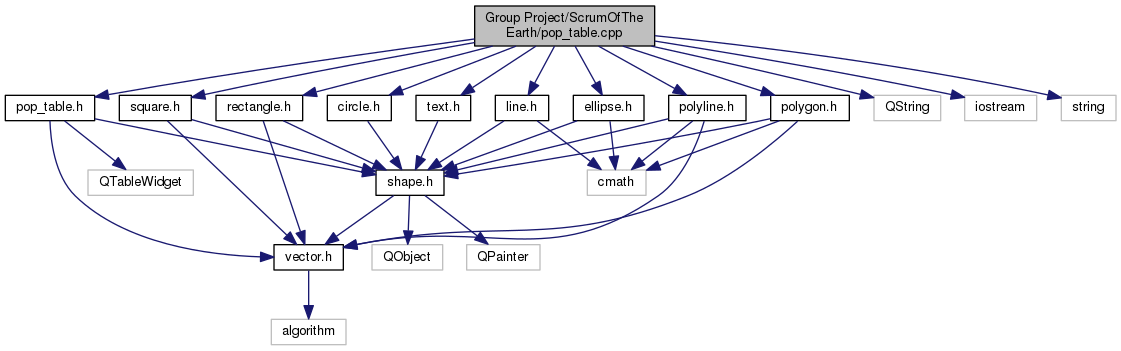 Group Project/ScrumOfThe
Earth/pop_table.cpp
pop_table.h
square.h
rectangle.h
circle.h
text.h
line.h
ellipse.h
polyline.h
polygon.h
QString
iostream
string
QTableWidget
shape.h
cmath
vector.h
QObject
QPainter
algorithm